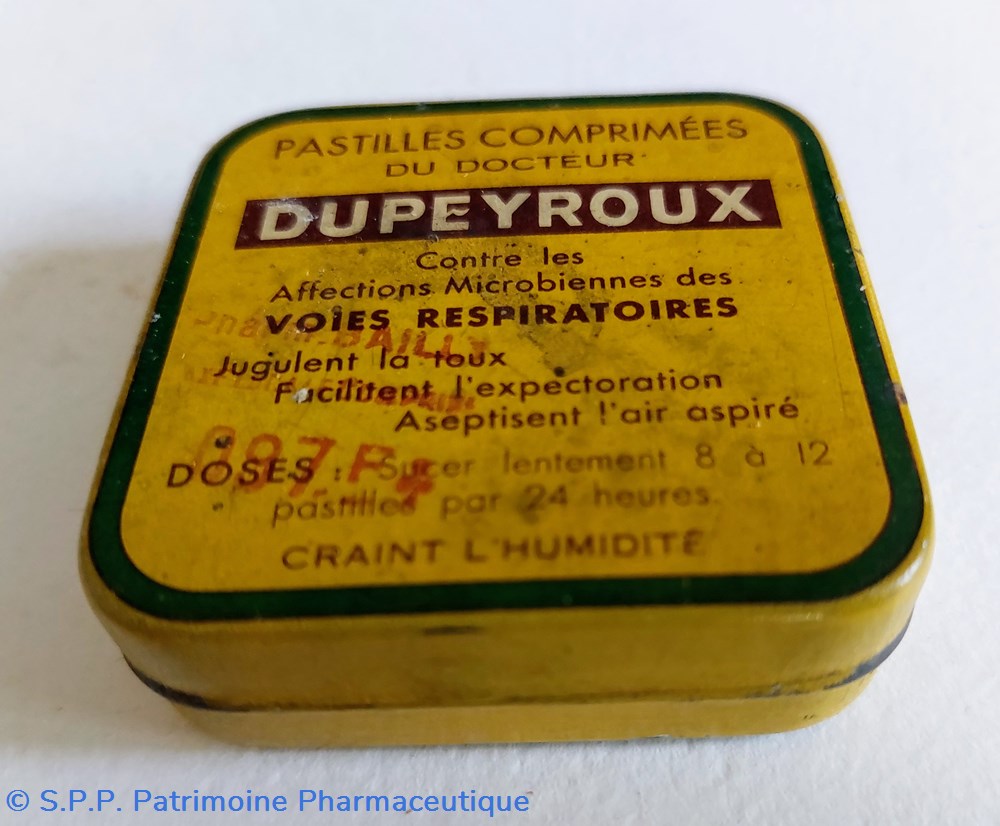 PASTILLES COMPRIMÉES
DU DOCTEUR
DUPEYROUX
Contre les
Affections Microbiennes des
VOIES RESPIRATOIRES
BAILLY
Jugulent la toux
Facilitent l'expectoration
Aseptisent l'air aspiré
DOSES : Sucer lentement 8 à 12
pastilles par 24 heures
CRAINT L'HUMIDITÉ
© S.P.P. Patrimoine Pharmaceutique